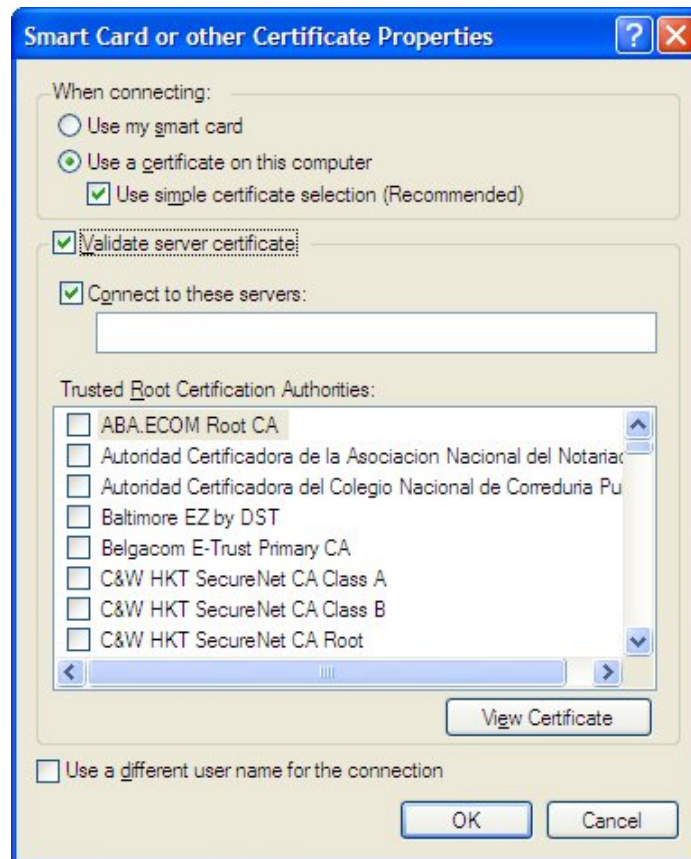 Smart Card or other Certificate Properties
When connecting:
Use my smart card
Use a certificate on this computer
Use simple certificate selection (Recommended)
Validate server certificate
Connect to these servers:
Trusted Root Certification Authorities:
ABA.ECOM Root CA
Autoridad Certificadora de la Asociacion Nacional del Notariad
Autoridad Certificadora del Colegio Nacional de Correduria Pu
Baltimore EZ by DST
Belgacom E-Trust Primary CA
C&W HKT SecureNet CA Class A
C&W HKT SecureNet CA Class B
C&W HKT SecureNet CA Root
View Certificate
Use a different user name for the connection
OK Cancel